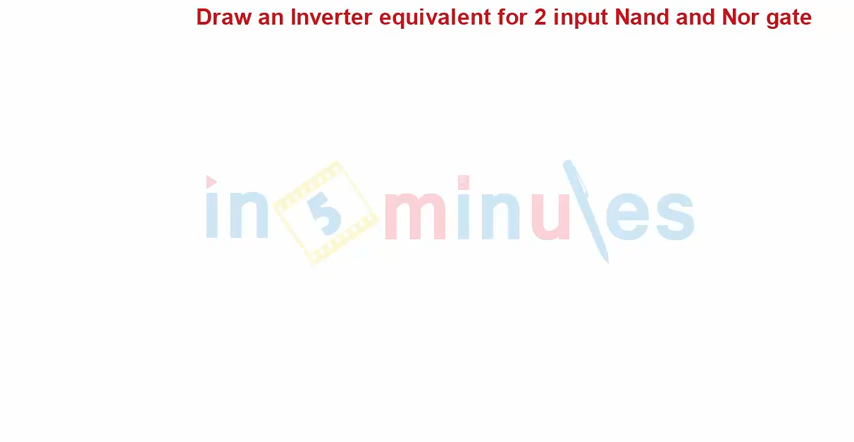 Draw an Inverter equivalent for 2 input Nand and Nor gate
in 5 minutes